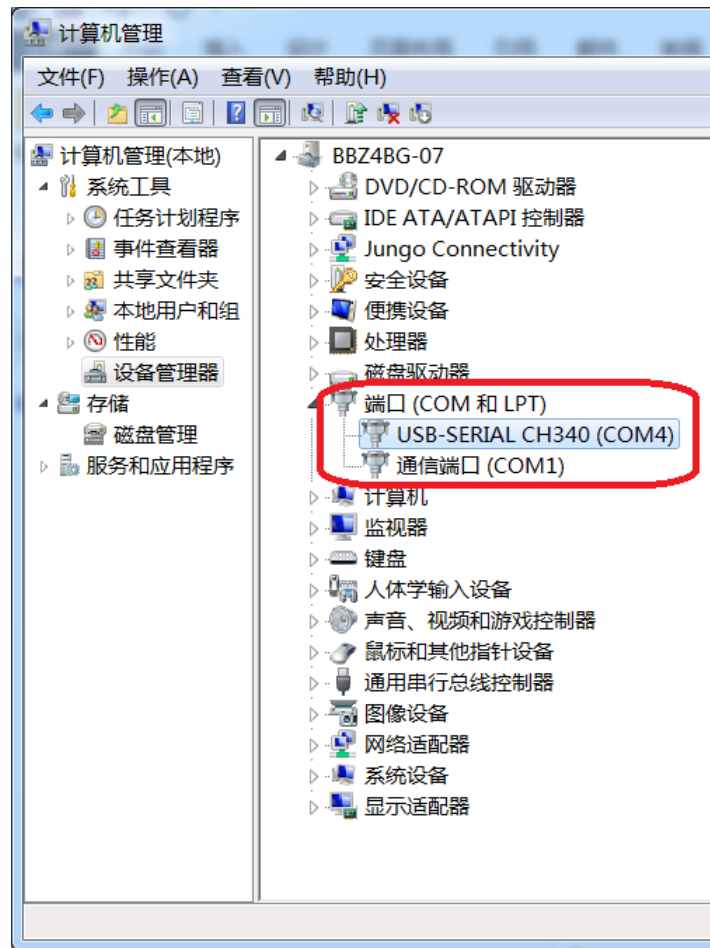 计算机管理
文件(F) 操作(A) 查看(V) 帮助(H)
计算机管理(本地)
系统工具
任务计划程序
事件查看器
共享文件夹
本地用户和组
性能
设备管理器
存储
磁盘管理
服务和应用程序
BBZ4BG-07
DVD/CD-ROM 驱动器
IDE ATA/ATAPI 控制器
Jungo Connectivity
安全设备
便携设备
处理器
磁盘驱动器
端口 (COM 和 LPT)
USB-SERIAL CH340 (COM4)
通信端口 (COM1)
计算机
监视器
键盘
人体学输入设备
声音、视频和游戏控制器
鼠标和其他指针设备
通用串行总线控制器
图像设备
网络适配器
系统设备
显示适配器